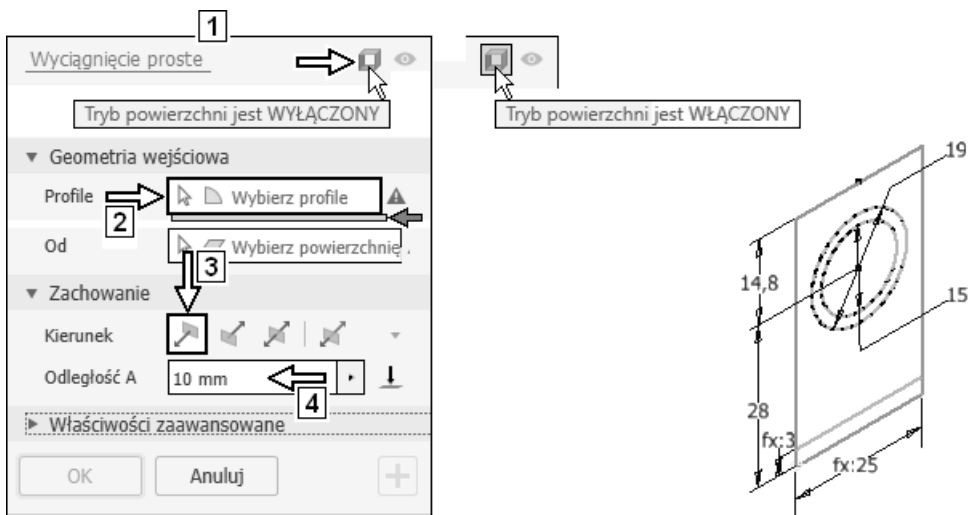 1
Wyciągnięcie proste
Tryb powierzchni jest WYŁĄCZONY
Tryb powierzchni jest WŁĄCZONY
Geometria wejściowa
Profile
Wybierz profile
2
Od
Wybierz powierzchnię
3
Zachowanie
Kierunek
Odległość A
10 mm
4
Właściwości zaawansowane
OK
Anuluj
19
14,8
15
28
fx:3
fx:25